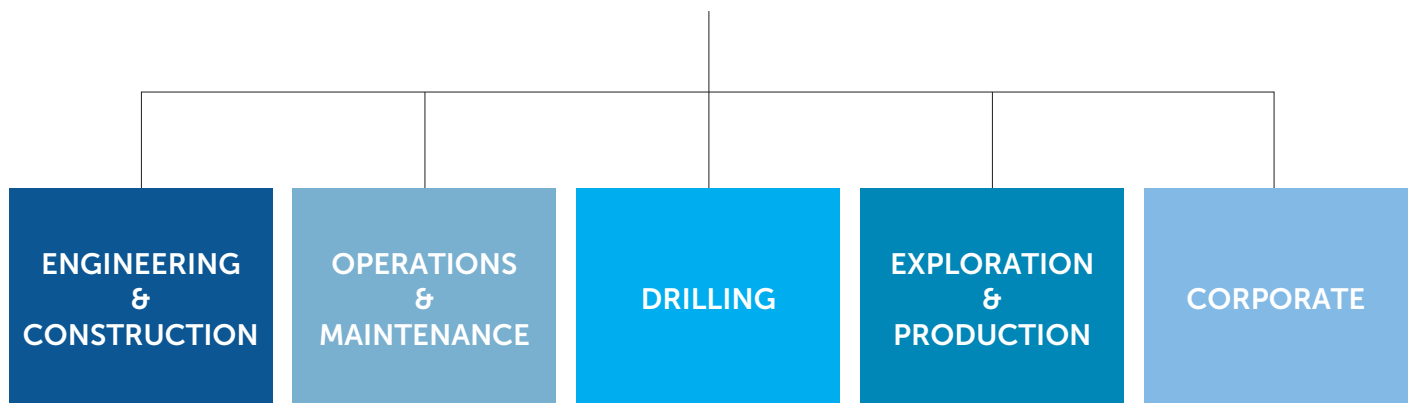 ENGINEERING
&
CONSTRUCTION
OPERATIONS
&
MAINTENANCE
DRILLING
EXPLORATION
&
PRODUCTION
CORPORATE